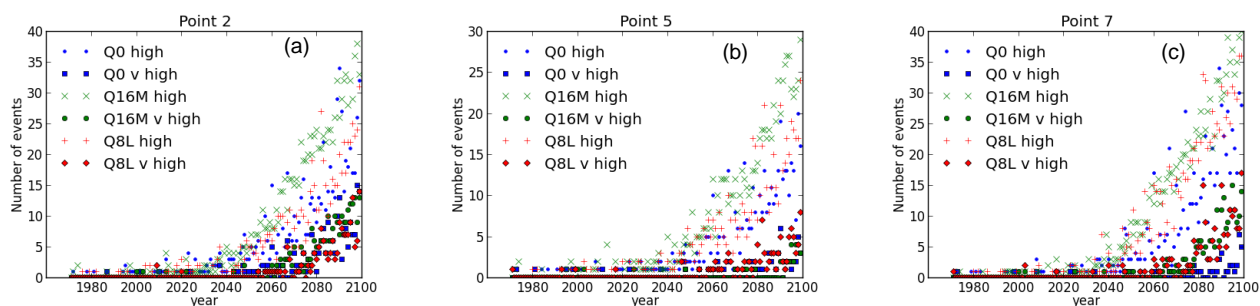 Point 2
(a)
Number of events
40
35
30
25
20
15
10
5
0
Q0 high
Q0 v high
Q16M high
Q16M v high
Q8L high
Q8L v high
1980 2000 2020 2040 2060 2080 2100
year
Point 5
(b)
Number of events
30
25
20
15
10
5
0
Q0 high
Q0 v high
Q16M high
Q16M v high
Q8L high
Q8L v high
1980 2000 2020 2040 2060 2080 2100
year
Point 7
(c)
Number of events
40
35
30
25
20
15
10
5
0
Q0 high
Q0 v high
Q16M high
Q16M v high
Q8L high
Q8L v high
1980 2000 2020 2040 2060 2080 2100
year